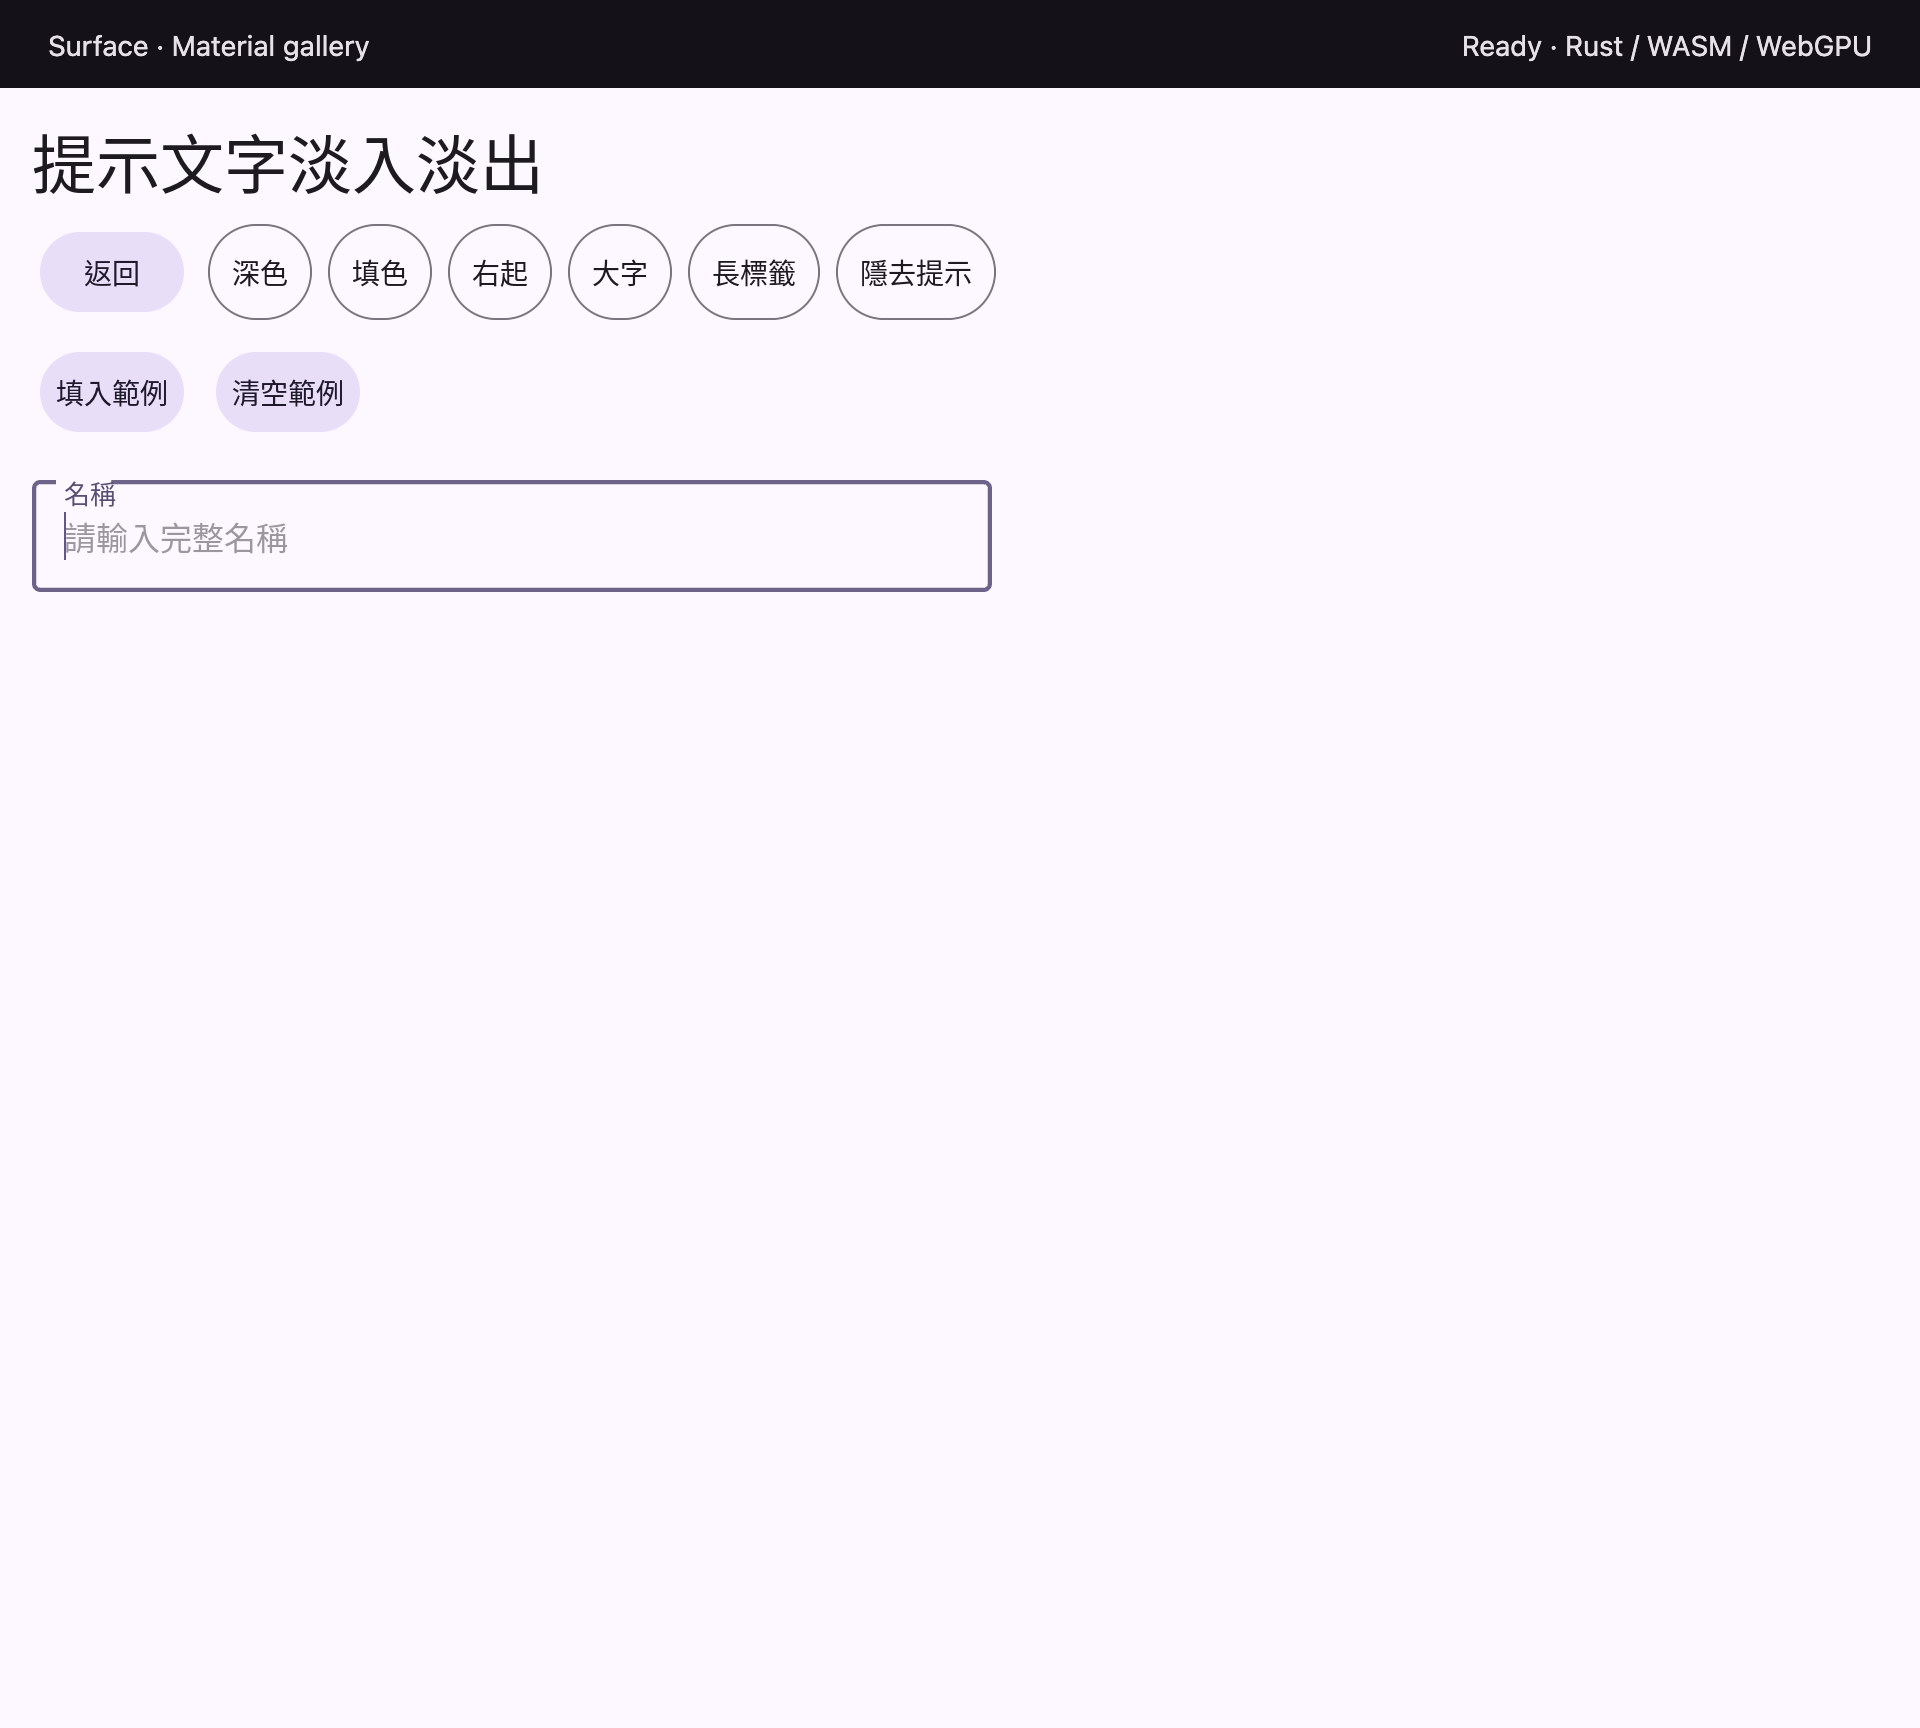 Surface · Material gallery
Ready · Rust / WASM / WebGPU
提示文字淡入淡出
返回 深色 填色 右起 大字 長標籤 隱去提示
填入範例 清空範例
名稱
請輸入完整名稱